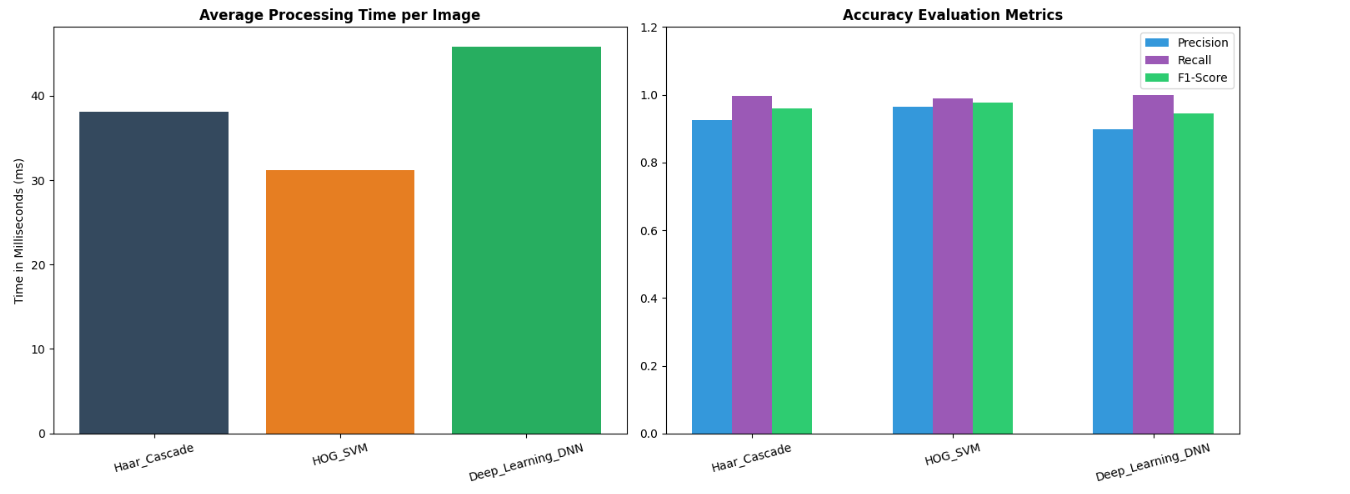 Average Processing Time per Image
Time in Milliseconds (ms)
40
30
20
10
0
Haar_Cascade
HOG_SVM
Deep_Learning_DNN
Accuracy Evaluation Metrics
1.2
1.0
0.8
0.6
0.4
0.2
0.0
Precision
Recall
F1-Score
Haar_Cascade
HOG_SVM
Deep_Learning_DNN